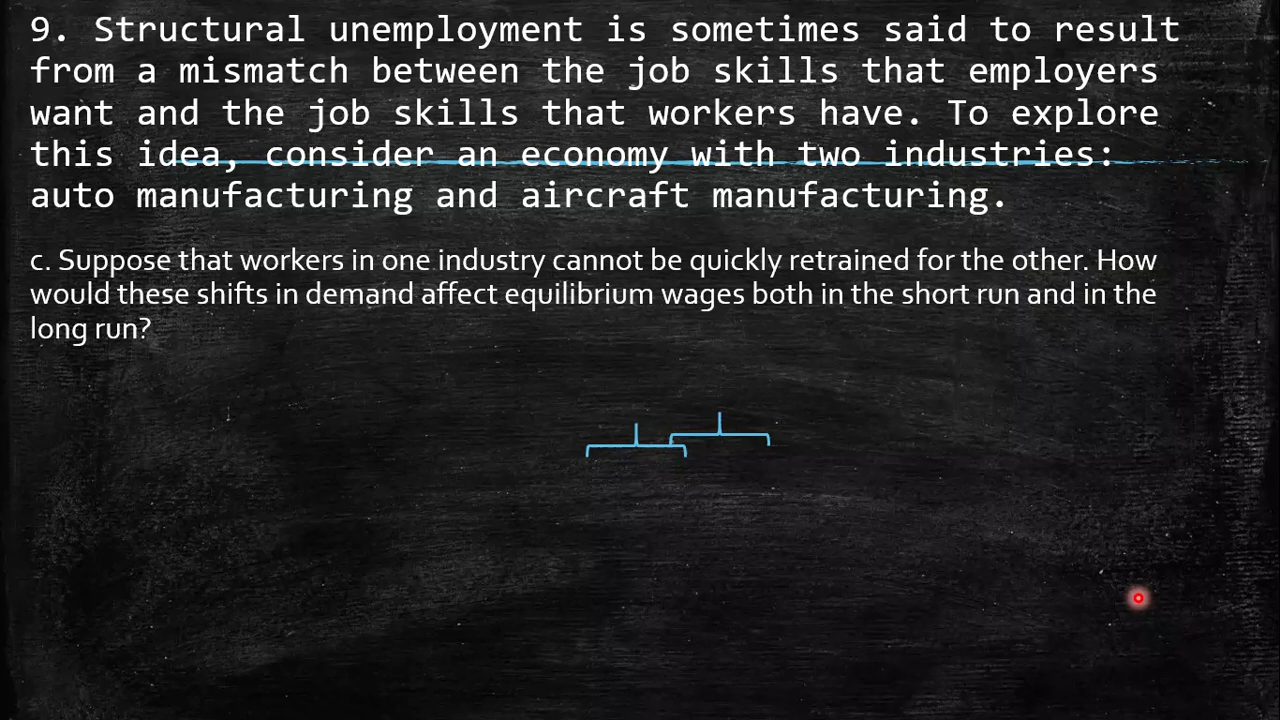 9. Structural unemployment is sometimes said to result
from a mismatch between the job skills that employers
want and the job skills that workers have. To explore
this idea, consider an economy with two industries:
auto manufacturing and aircraft manufacturing.
c. Suppose that workers in one industry cannot be quickly retrained for the other. How
would these shifts in demand affect equilibrium wages both in the short run and in the
long run?